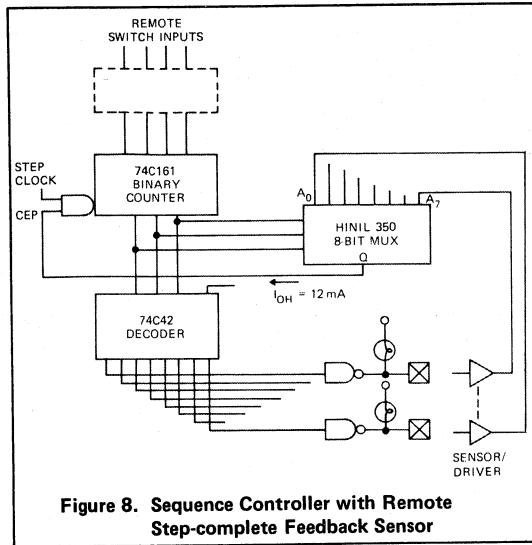 REMOTE
SWITCH INPUTS
STEP
CLOCK
CEP
74C161
BINARY
COUNTER
A0
A7
HINIL 350
8-BIT MUX
Q
IOH = 12 mA
74C42
DECODER
SENSOR/
DRIVER
Figure 8. Sequence Controller with Remote
Step-complete Feedback Sensor